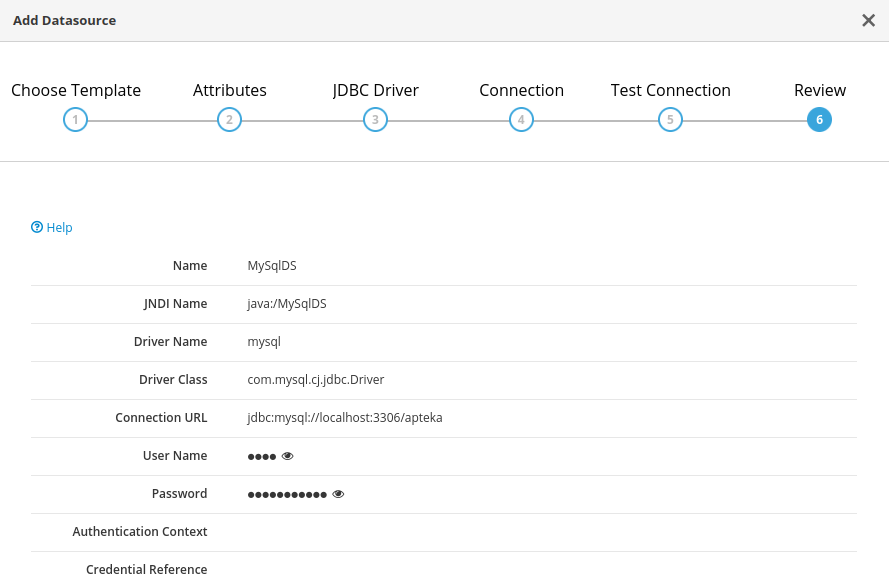 Add Datasource
Choose Template Attributes JDBC Driver Connection Test Connection Review
1 2 3 4 5 6
Help
Name MySqlDS
JNDI Name java:/MySqlDS
Driver Name mysql
Driver Class com.mysql.cj.jdbc.Driver
Connection URL jdbc:mysql://localhost:3306/apteka
User Name ●●●●
Password ●●●●●●●●●●●
Authentication Context
Credential Reference